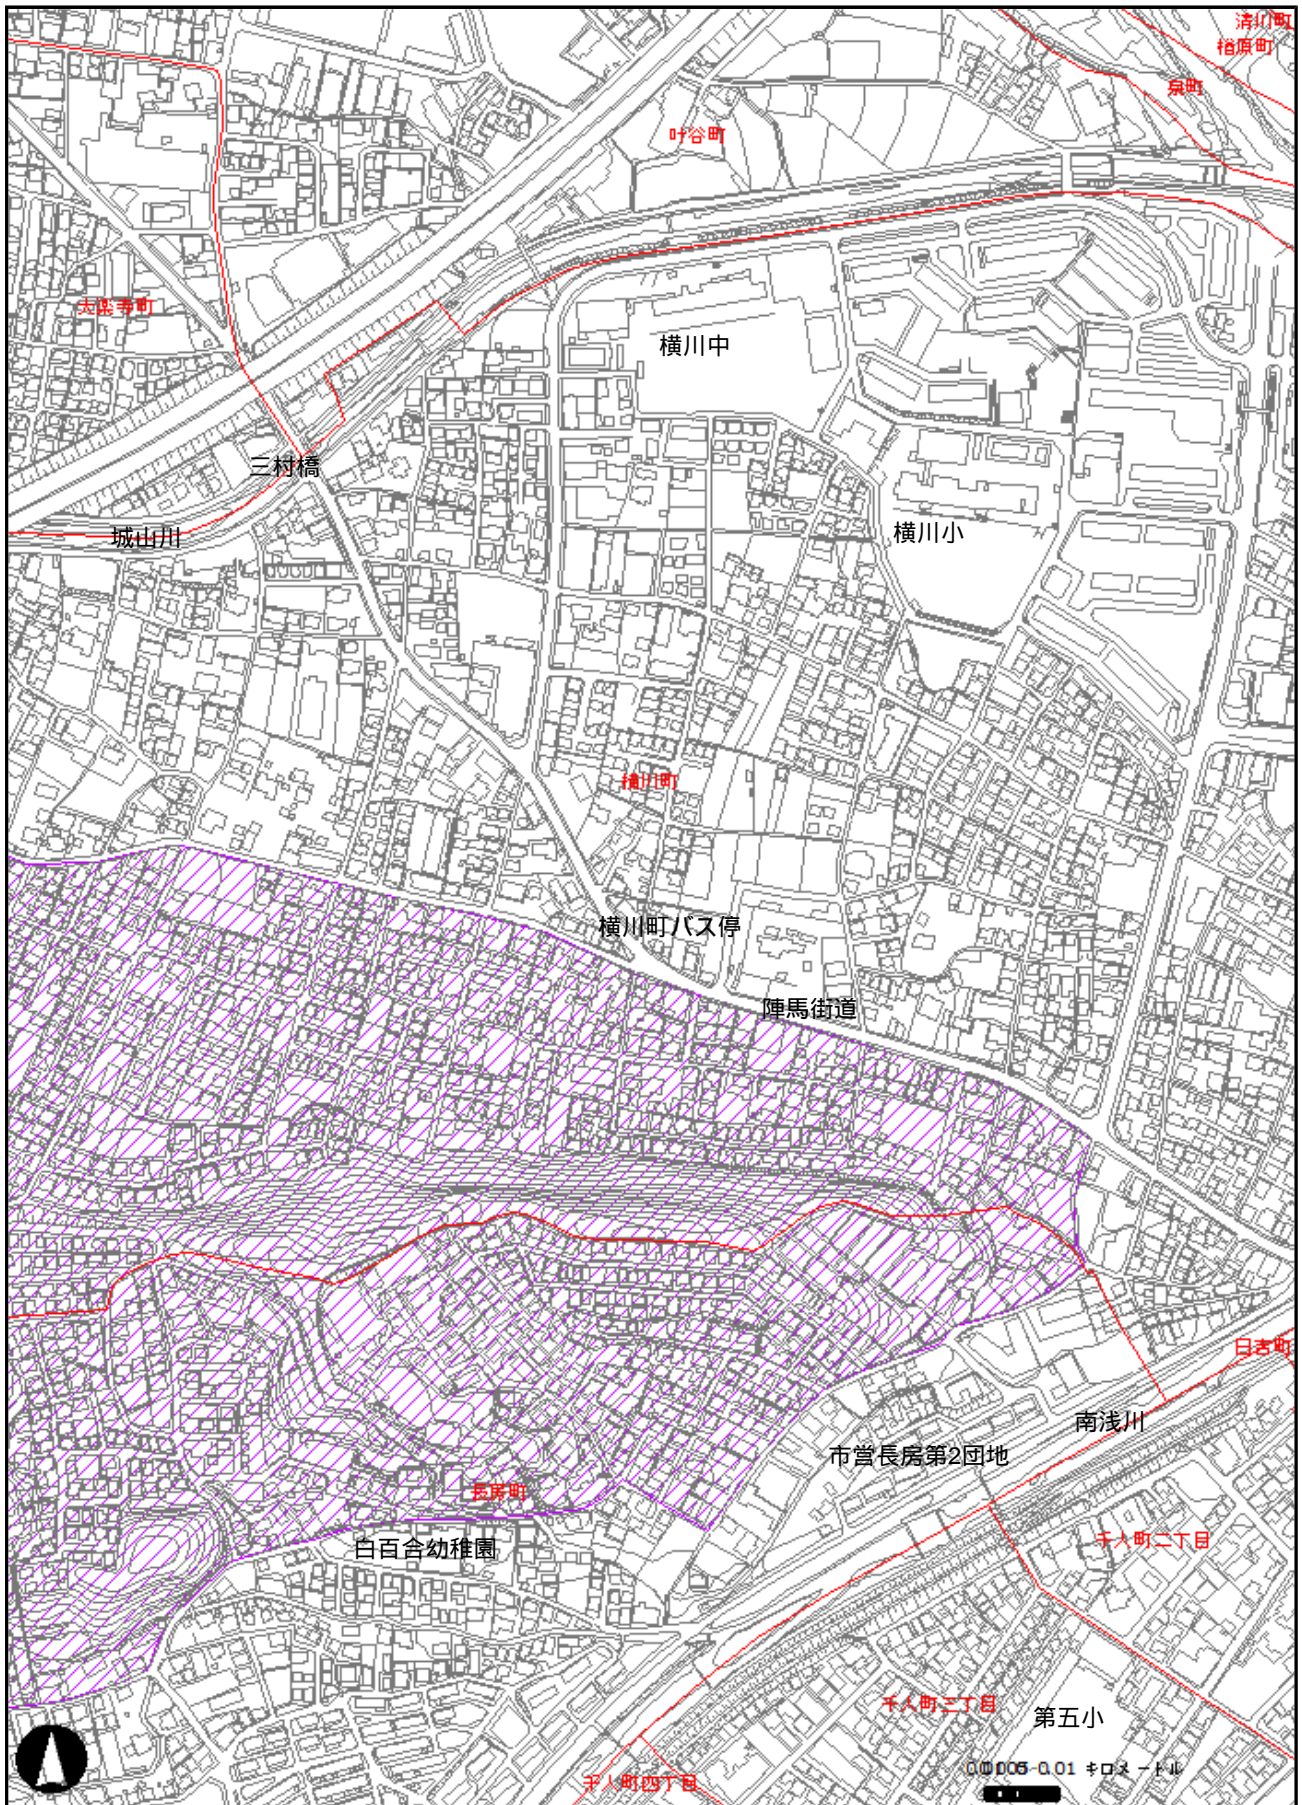 清川町
楢原町
泉町
叶谷町
大楽寺町
横川中
三村橋
横川小
城山川
横川町
横川町バス停
陣馬街道
日吉町
南浅川
市営長房第2団地
長房町
千人町二丁目
白百合幼稚園
千人町三丁目
第五小
0.01 キロメートル
千人町四丁目